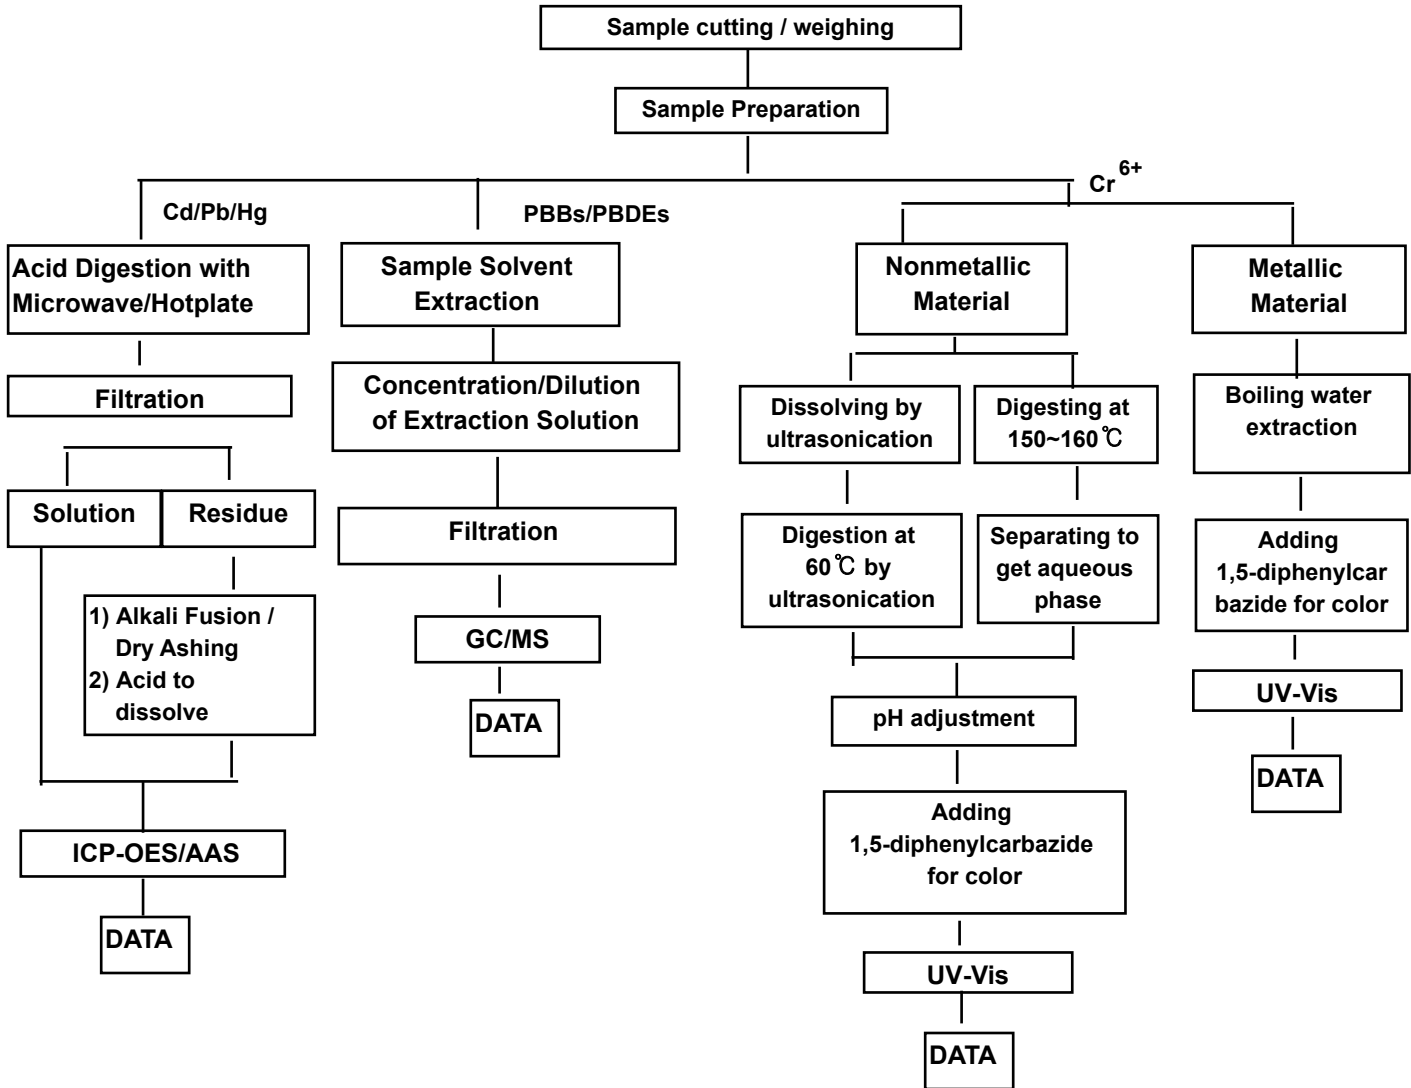 Sample cutting / weighing
Sample Preparation
Cr 6+
Cd/Pb/Hg
PBBs/PBDEs
Acid Digestion with
Microwave/Hotplate
Sample Solvent
Extraction
Nonmetallic
Material
Metallic
Material
Filtration
Concentration/Dilution
of Extraction Solution
Dissolving by
ultrasonication
Digesting at
150~160℃
Boiling water
extraction
Solution
Residue
Filtration
Digestion at
60℃ by
ultrasonication
Separating to
get aqueous
phase
Adding
1,5-diphenylcar
bazide for color
1) Alkali Fusion /
Dry Ashing
2) Acid to
dissolve
GC/MS
DATA
pH adjustment
UV-Vis
DATA
ICP-OES/AAS
DATA
Adding
1,5-diphenylcarbazide
for color
UV-Vis
DATA